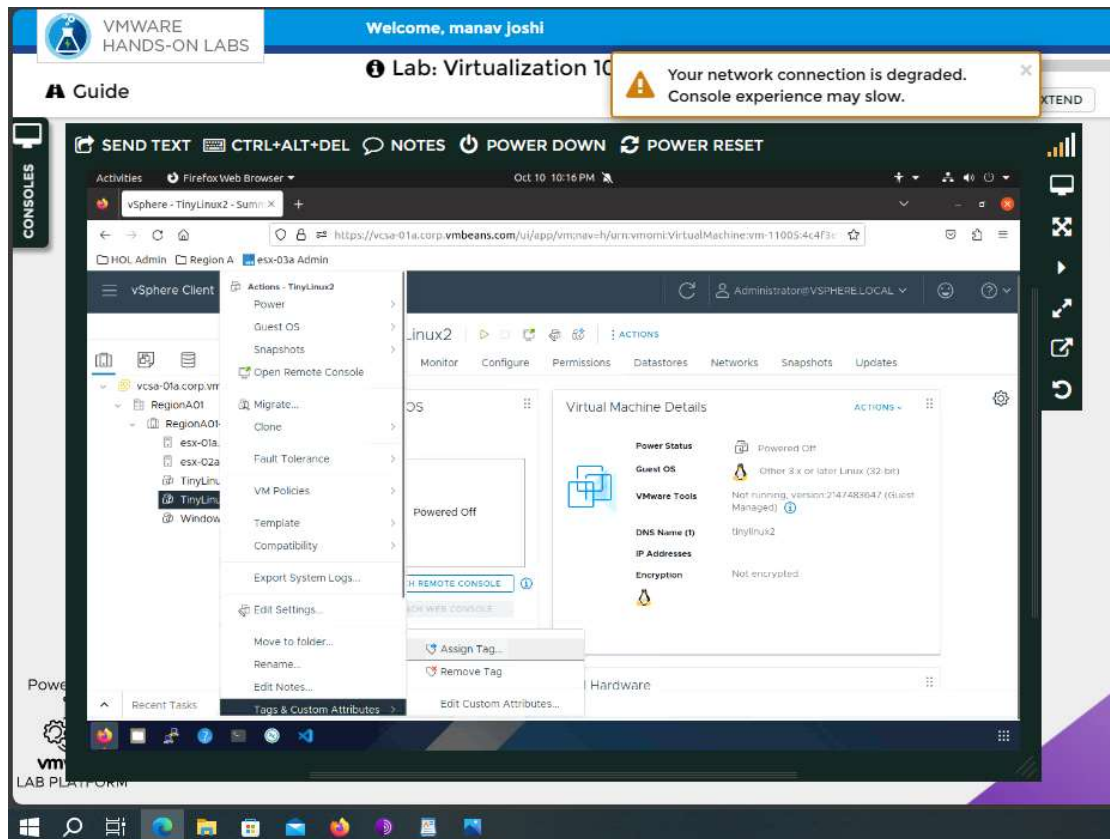 VMWARE
HANDS-ON LABS
Welcome, manav joshi
Lab: Virtualization 10
Your network connection is degraded.
Console experience may slow.
Guide
XTEND
CONSOLES
SEND TEXT CTRL+ALT+DEL NOTES POWER DOWN POWER RESET
Activities Firefox Web Browser Oct 10 10:16 PM
vSphere - TinyLinux2 - Summ
https://vcsa-01a.corp.vmbeans.com/ui/app/vm;nav=h/urn:vmomi:VirtualMachine:vm-11005:4c4f3c
HOL Admin Region A esx-03a Admin
vSphere Client
Administrator@VSPHERE.LOCAL
Actions - TinyLinux2
Power
Guest OS
Snapshots
Open Remote Console
Migrate...
Clone
Fault Tolerance
VM Policies
Template
Compatibility
Export System Logs...
Edit Settings...
Move to folder...
Rename...
Edit Notes...
Tags & Custom Attributes
Assign Tag...
Remove Tag
Edit Custom Attributes...
Linux2 ACTIONS
Monitor Configure Permissions Datastores Networks Snapshots Updates
vcsa-01a.corp.vm
RegionA01
RegionA01-
esx-01a.
esx-02a
TinyLinu
TinyLinu
Window
OS
Powered Off
H REMOTE CONSOLE
CH WEB CONSOLE
Virtual Machine Details ACTIONS
Power Status Powered Off
Guest OS Other 3.x or later Linux (32-bit)
VMware Tools Not running, version:2147483647 (Guest
Managed)
DNS Name (1) tinylinux2
IP Addresses
Encryption Not encrypted
Hardware
Recent Tasks
Powe
vm
LAB PLATFORM